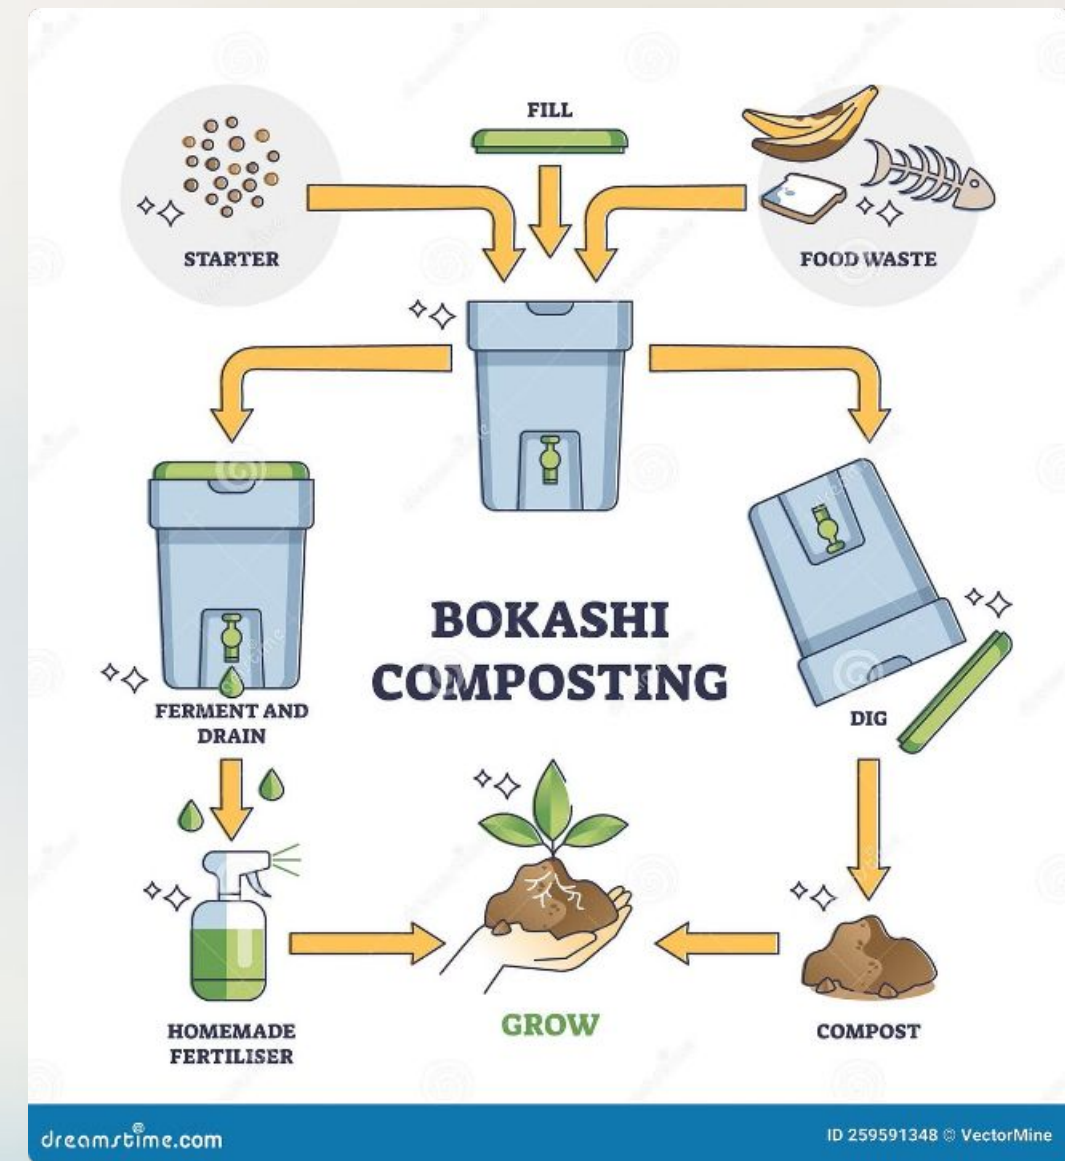 FILL
STARTER
FOOD WASTE
BOKASHI
COMPOSTING
FERMENT AND
DRAIN
DIG
HOMEMADE
FERTILISER
GROW
COMPOST
dreamstime.com
ID 259591348 © VectorMine